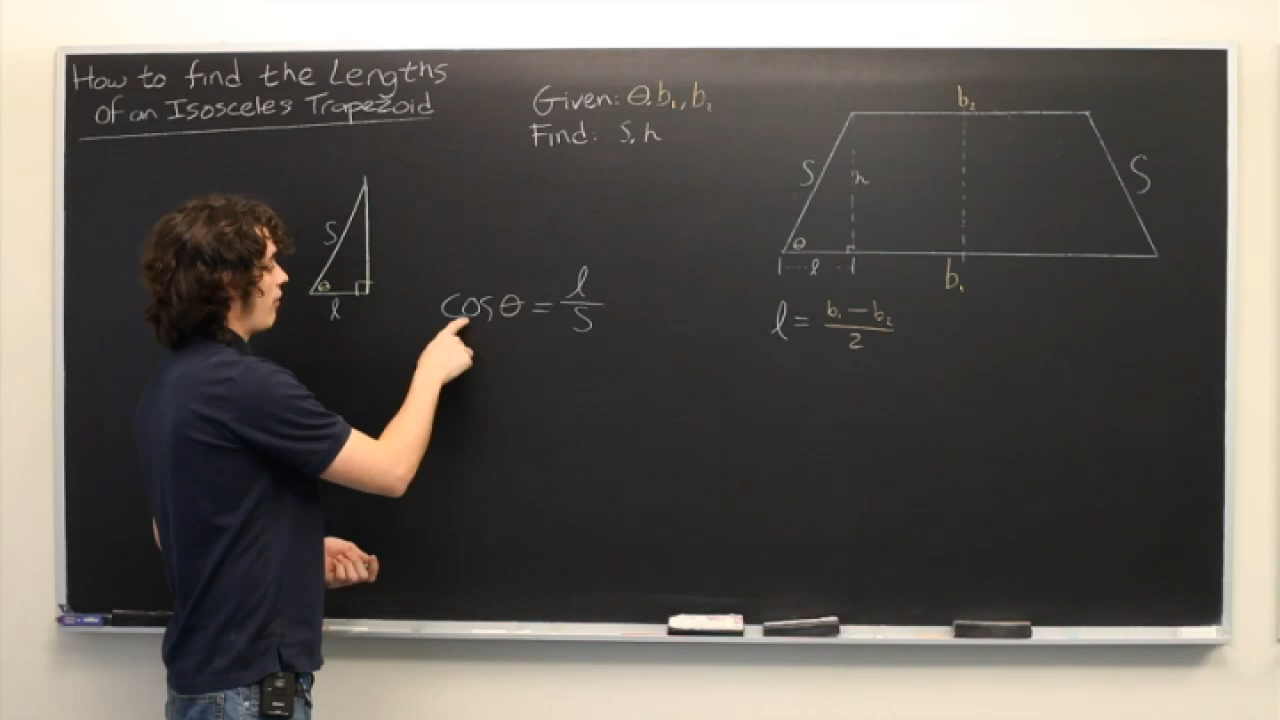 How to find the Lengths
of an Isosceles Trapezoid
Given: θ, b₁, b₂
Find: S, h
S
θ
l
cos θ = l/S
b₂
S
h
S
θ
l
b₁
l = (b₁ − b₂)/2